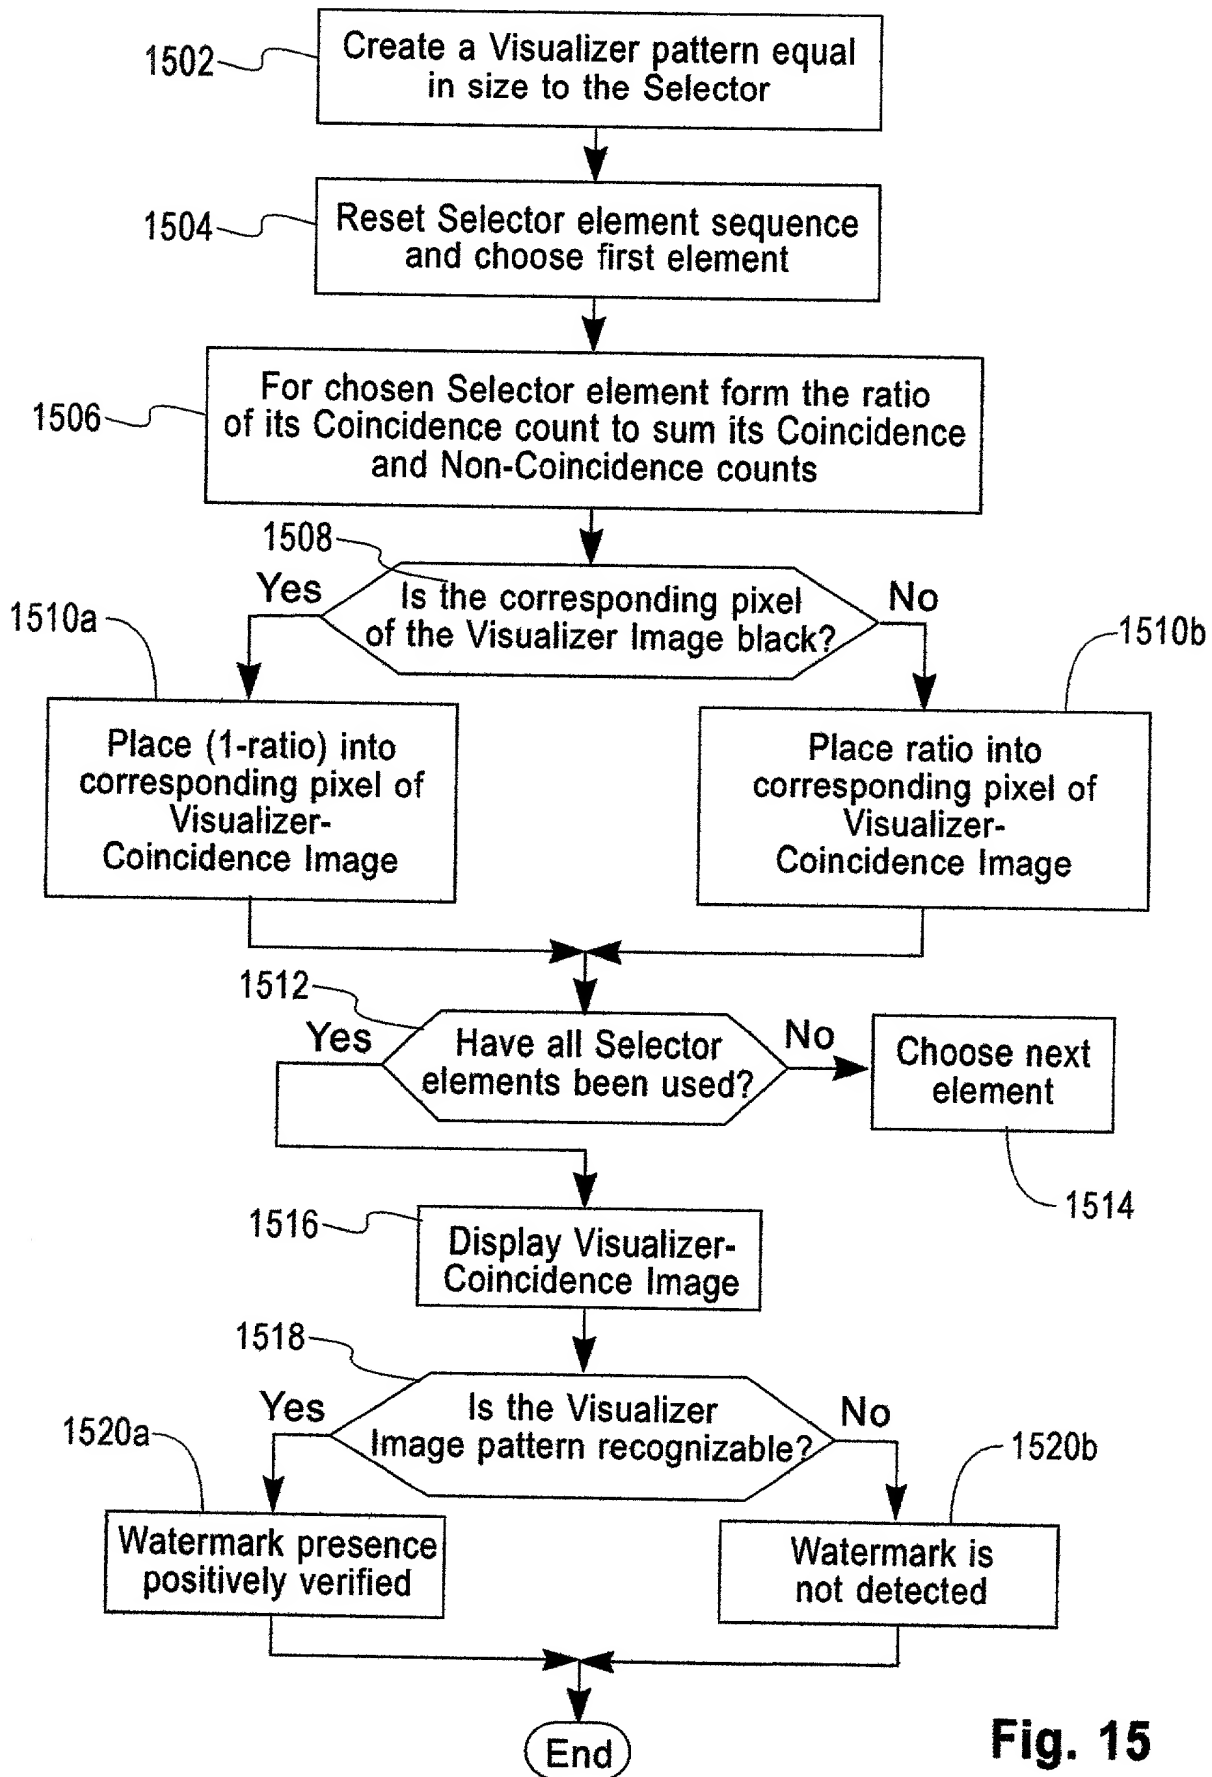 1502
Create a Visualizer pattern equal
in size to the Selector
1504
Reset Selector element sequence
and choose first element
1506
For chosen Selector element form the ratio
of its Coincidence count to sum its Coincidence
and Non-Coincidence counts
1508
Yes
Is the corresponding pixel
of the Visualizer Image black?
No
1510a
1510b
Place (1-ratio) into
corresponding pixel of
Visualizer-
Coincidence Image
Place ratio into
corresponding pixel of
Visualizer-
Coincidence Image
1512
Yes
Have all Selector
elements been used?
No
Choose next
element
1514
1516
Display Visualizer-
Coincidence Image
1518
Yes
Is the Visualizer
Image pattern recognizable?
No
1520a
1520b
Watermark presence
positively verified
Watermark is
not detected
End
Fig. 15